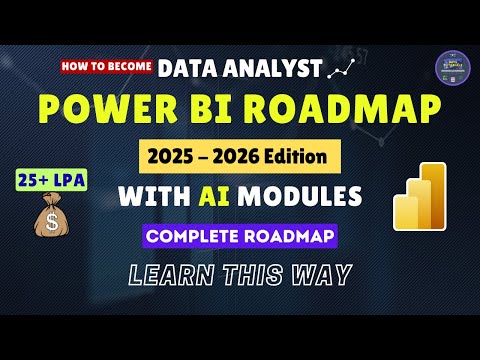 HOW TO BECOME DATA ANALYST
POWER BI ROADMAP
2025 – 2026 Edition
25+ LPA
WITH AI MODULES
$
COMPLETE ROADMAP
LEARN THIS WAY